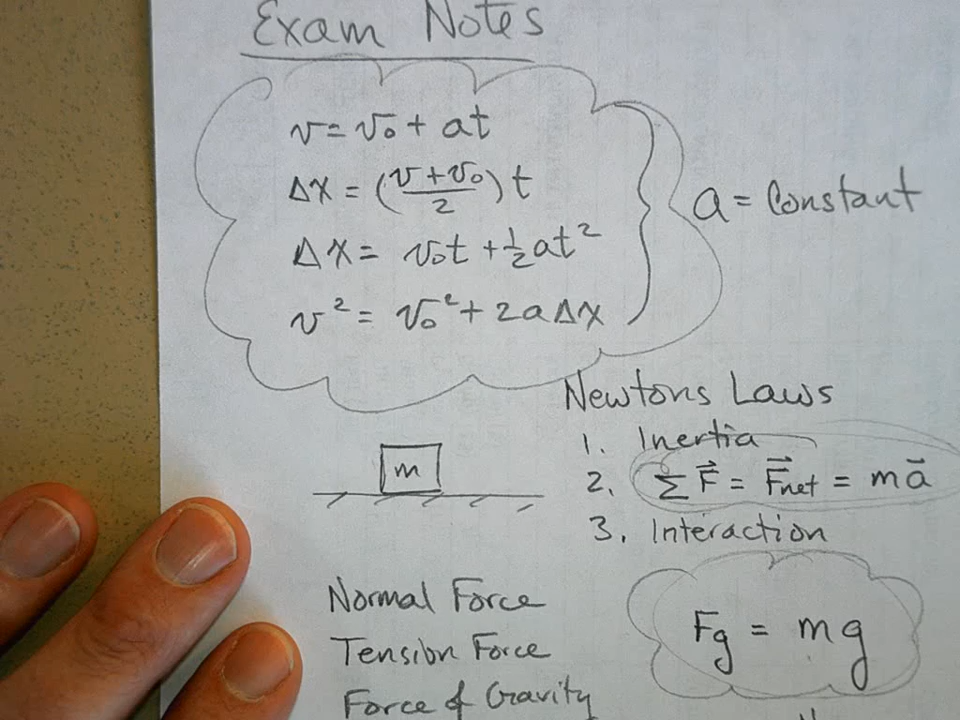 Exam Notes
v = v₀ + at
Δx = (v + v₀ / 2) t
Δx = v₀t + ½at²
v² = v₀² + 2aΔx
a = constant
Newtons Laws
1. Inertia
2. ΣF⃗ = F⃗net = ma⃗
3. Interaction
m
Normal Force
Tension Force
Force of Gravity
Fg = mg